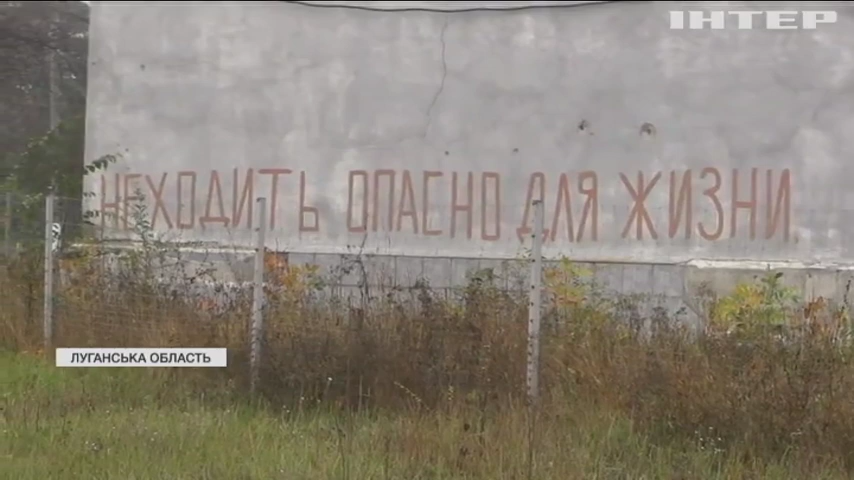 ІНТЕР
НЕХОДИТЬ ОПАСНО ДЛЯ ЖИЗНИ.
ЛУГАНСЬКА ОБЛАСТЬ